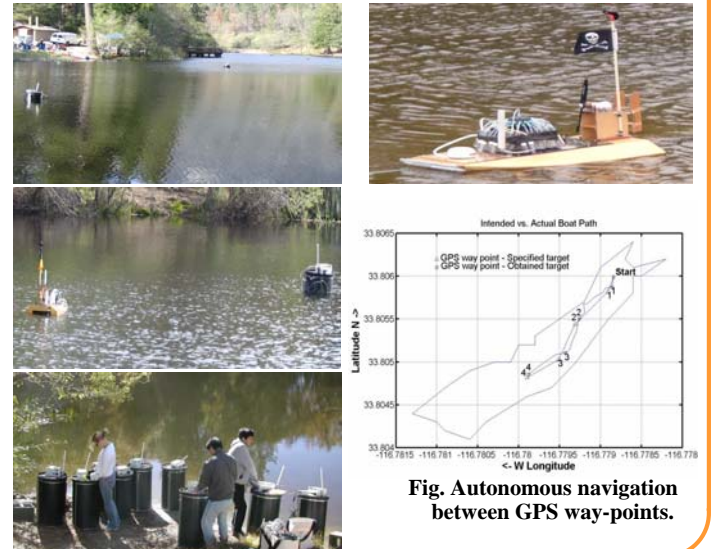 Intended vs. Actual Boat Path
33.8065
33.806
33.8055
33.805
33.8045
33.804
Latitude N ->
GPS way point - Specified target
GPS way point - Obtained target
Start
1
1
2
2
3
3
4
4
-116.7815
-116.781
-116.7805
-116.78
-116.7795
-116.779
-116.7785
-116.778
<- W Longitude
Fig. Autonomous navigation
between GPS way-points.